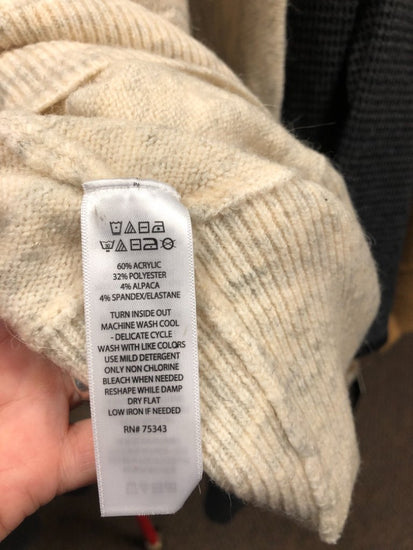 60% ACRYLIC
32% POLYESTER
4% ALPACA
4% SPANDEX/ELASTANE
TURN INSIDE OUT
MACHINE WASH COOL
- DELICATE CYCLE
WASH WITH LIKE COLORS
USE MILD DETERGENT
ONLY NON CHLORINE
BLEACH WHEN NEEDED
RESHAPE WHILE DAMP
DRY FLAT
LOW IRON IF NEEDED
RN# 75343